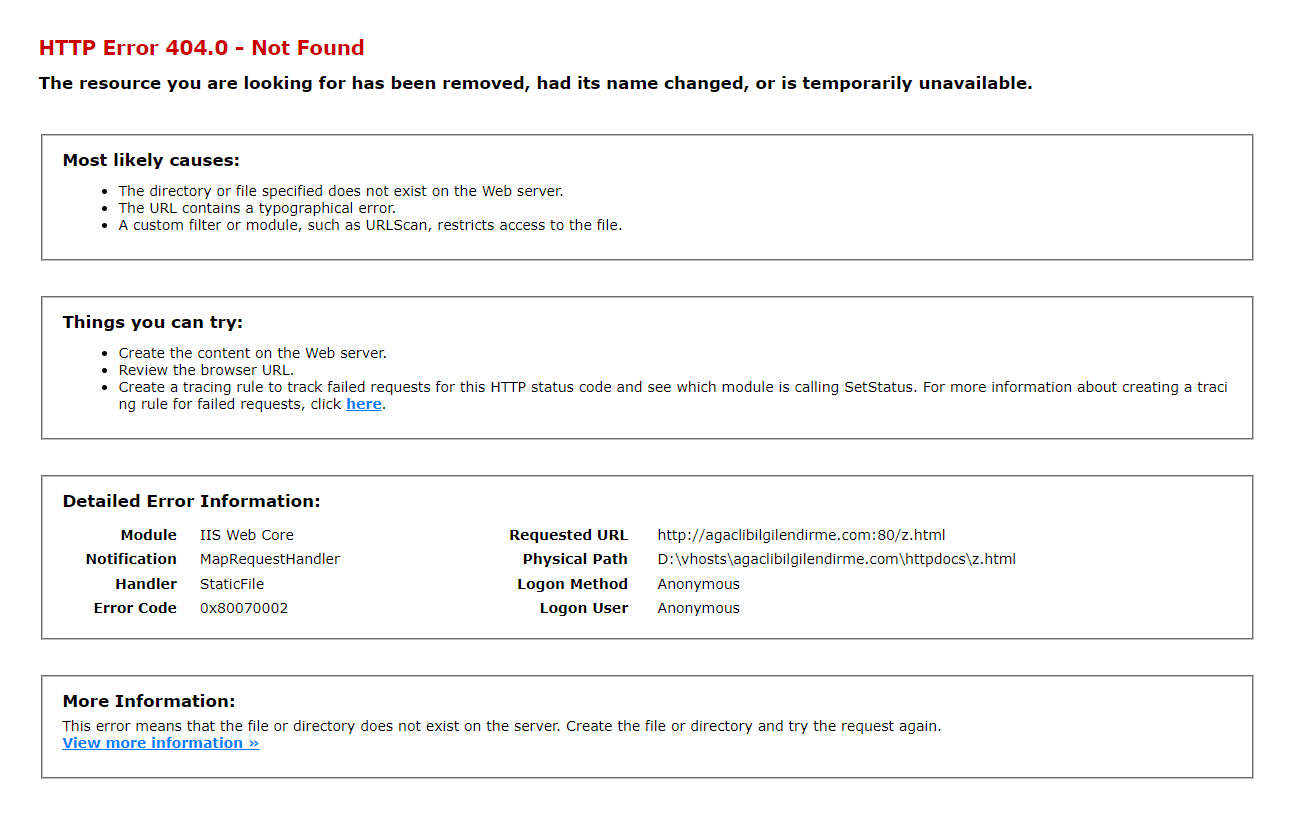 HTTP Error 404.0 - Not Found
The resource you are looking for has been removed, had its name changed, or is temporarily unavailable.
Most likely causes:
• The directory or file specified does not exist on the Web server.
• The URL contains a typographical error.
• A custom filter or module, such as URLScan, restricts access to the file.
Things you can try:
• Create the content on the Web server.
• Review the browser URL.
• Create a tracing rule to track failed requests for this HTTP status code and see which module is calling SetStatus. For more information about creating a traci
ng rule for failed requests, click here.
Detailed Error Information:
Module IIS Web Core Requested URL http://agaclibilgilendirme.com:80/z.html
Notification MapRequestHandler Physical Path D:\vhosts\agaclibilgilendirme.com\httpdocs\z.html
Handler StaticFile Logon Method Anonymous
Error Code 0x80070002 Logon User Anonymous
More Information:
This error means that the file or directory does not exist on the server. Create the file or directory and try the request again.
View more information »